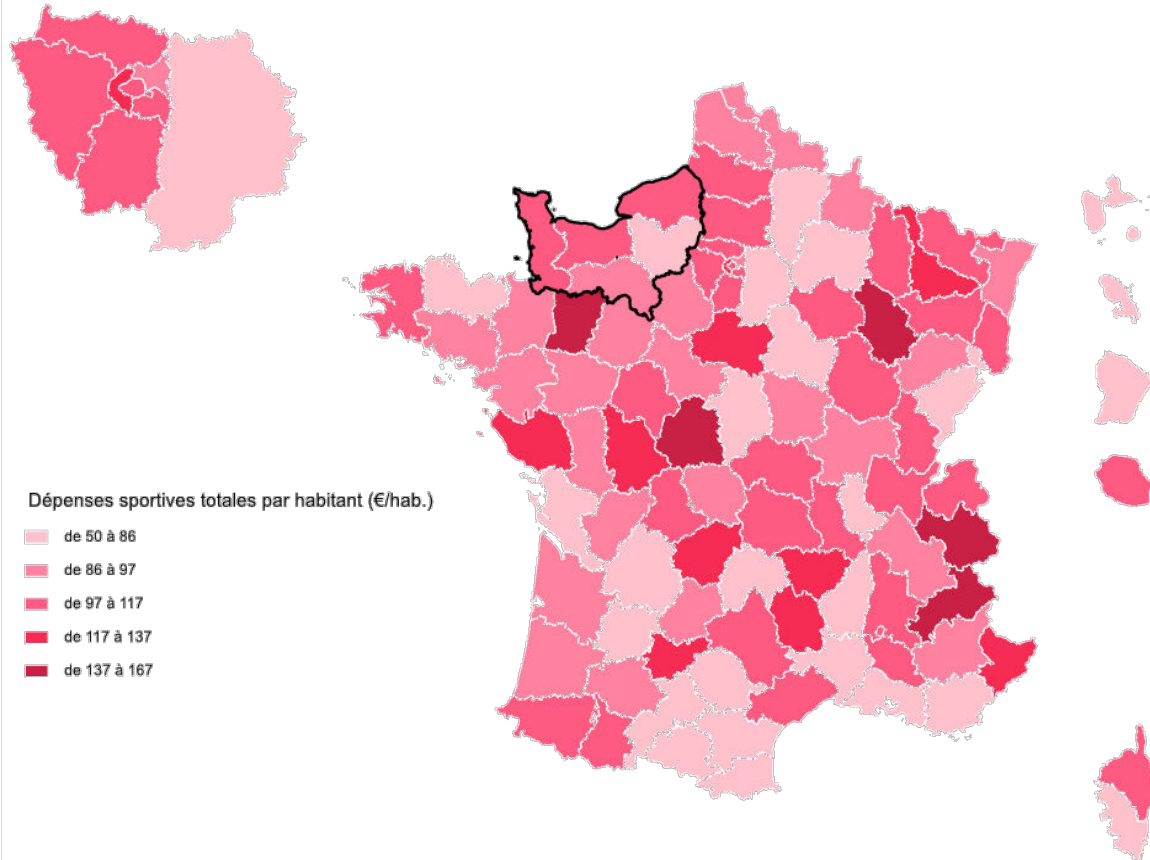 Dépenses sportives totales par habitant (€/hab.)
de 50 à 86
de 86 à 97
de 97 à 117
de 117 à 137
de 137 à 167